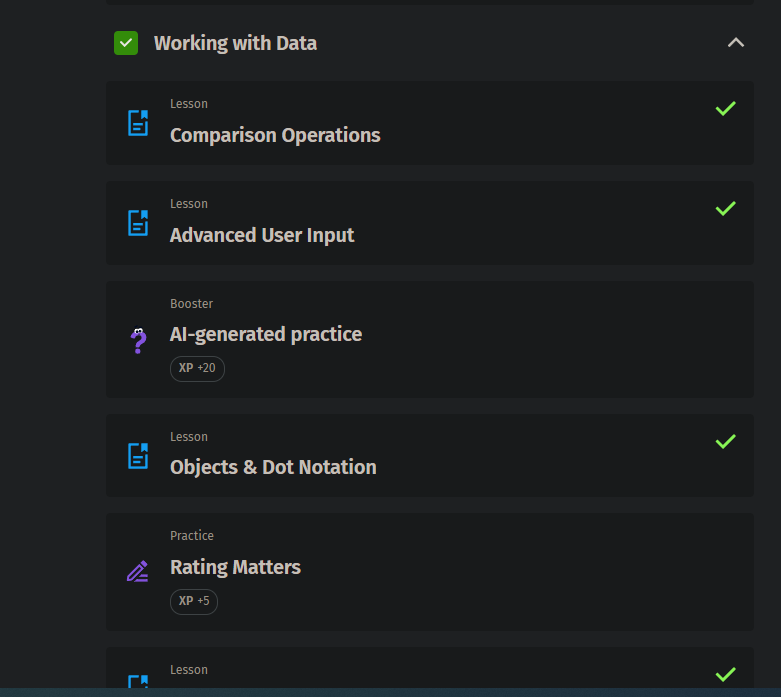 Working with Data
Lesson
Comparison Operations
Lesson
Advanced User Input
Booster
AI-generated practice
XP +20
Lesson
Objects & Dot Notation
Practice
Rating Matters
XP +5
Lesson